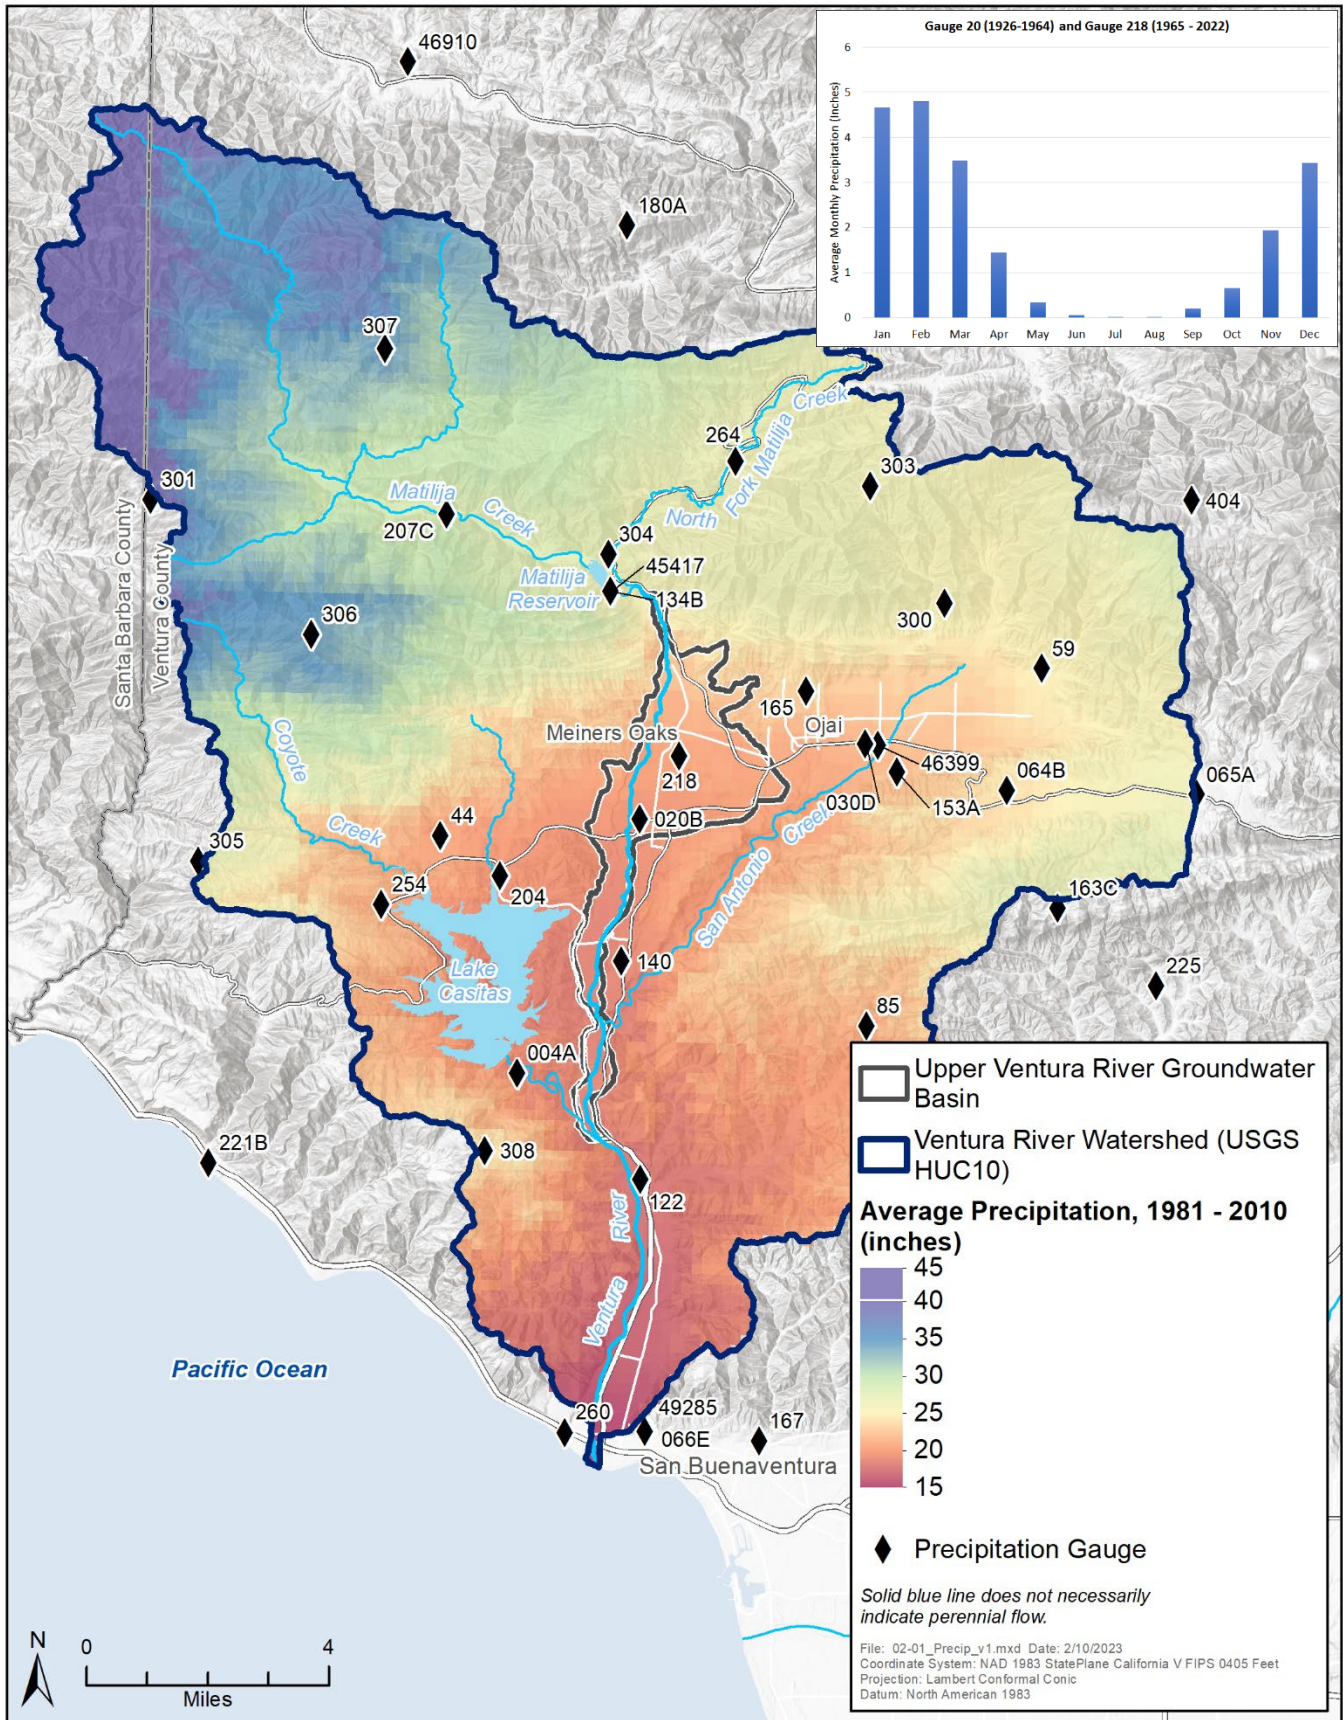 46910
Gauge 20 (1926-1964) and Gauge 218 (1965 - 2022)
Average Monthly Precipitation (Inches)
6
5
4
3
2
1
0
Jan Feb Mar Apr May Jun Jul Aug Sep Oct Nov Dec
180A
307
264
North Fork Matilija Creek
303
301
404
Matilija Creek
207C
304
45417
Matilija Reservoir
134B
Santa Barbara County
Ventura County
306
300
59
165
Coyote Creek
Meiners Oaks
Ojai
218
46399
064B
065A
030D
153A
020B
44
305
San Antonio Creek
254
204
163C
140
Lake Casitas
225
85
004A
221B
308
122
Ventura River
Pacific Ocean
260
49285
066E
167
San Buenaventura
Upper Ventura River Groundwater
Basin
Ventura River Watershed (USGS
HUC10)
Average Precipitation, 1981 - 2010
(inches)
45
40
35
30
25
20
15
Precipitation Gauge
Solid blue line does not necessarily
indicate perennial flow.
File: 02-01_Precip_v1.mxd Date: 2/10/2023
Coordinate System: NAD 1983 StatePlane California V FIPS 0405 Feet
Projection: Lambert Conformal Conic
Datum: North American 1983
N
0 4
Miles